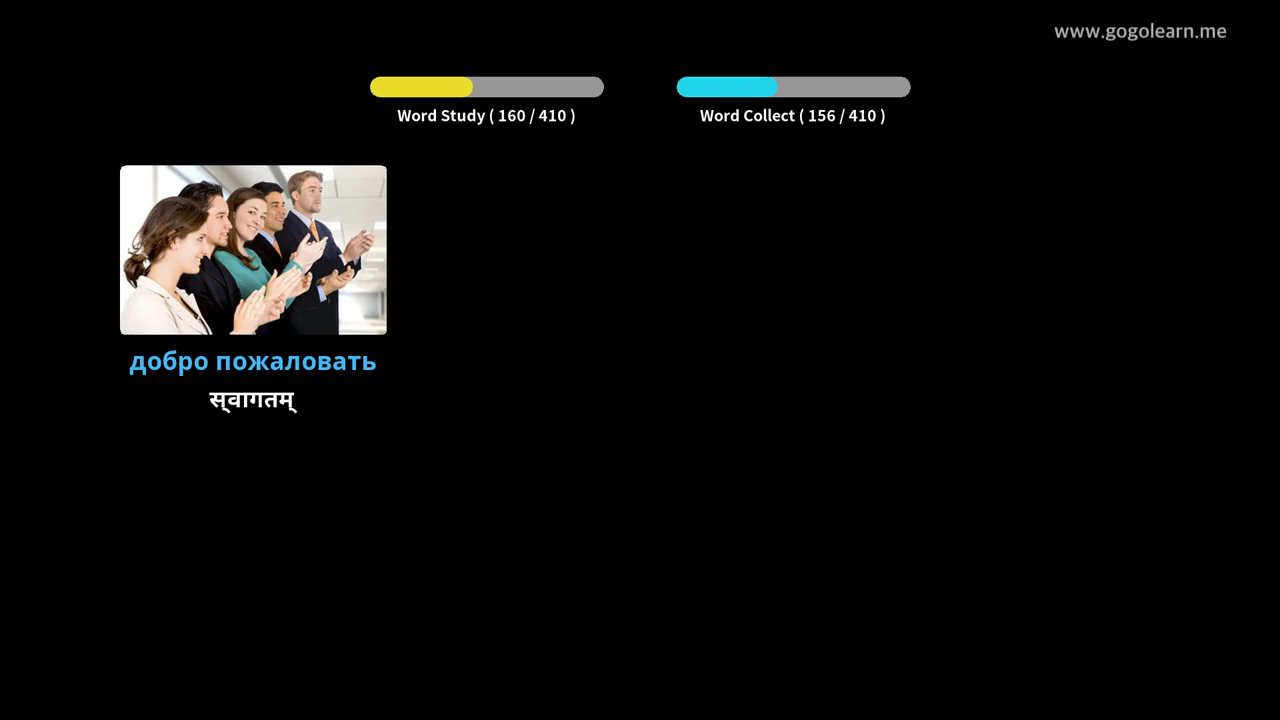 www.gogolearn.me
Word Study ( 160 / 410 )
Word Collect ( 156 / 410 )
добро пожаловать
स्वागतम्